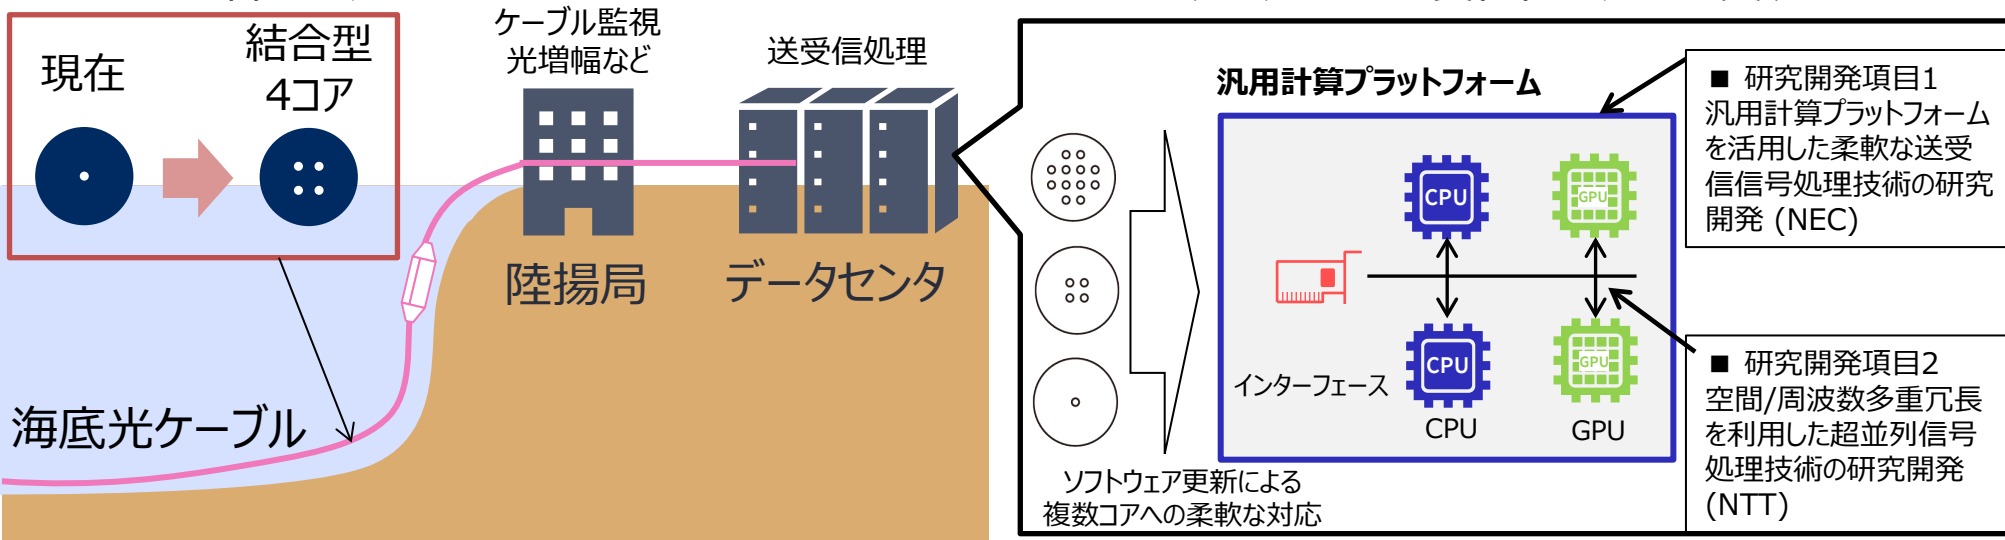 現在
結合型
4コア
ケーブル監視
光増幅など
送受信処理
陸揚局
データセンタ
海底光ケーブル
汎用計算プラットフォーム
CPU
GPU
CPU
GPU
インターフェース
CPU
GPU
ソフトウェア更新による
複数コアへの柔軟な対応
■ 研究開発項目1
汎用計算プラットフォーム
を活用した柔軟な送受
信信号処理技術の研究
開発 (NEC)
■ 研究開発項目2
空間/周波数多重冗長
を利用した超並列信号
処理技術の研究開発
(NTT)